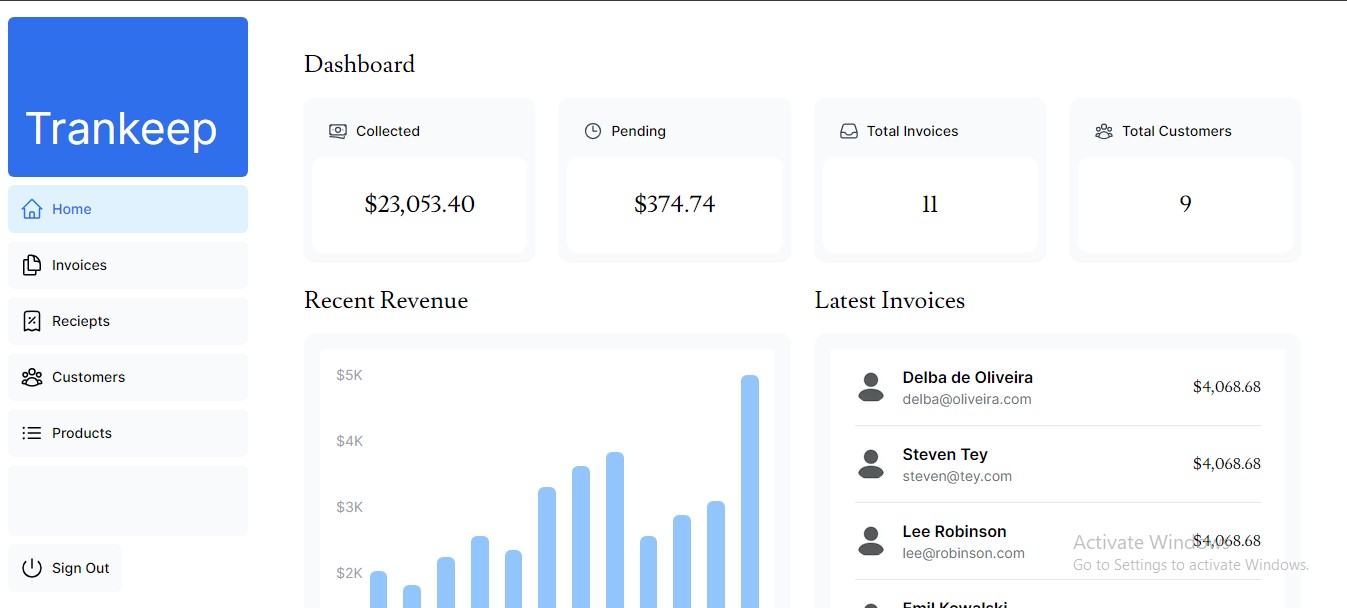 Trankeep
Home
Invoices
Reciepts
Customers
Products
Sign Out
Dashboard
Collected
$23,053.40
Pending
$374.74
Total Invoices
11
Total Customers
9
Recent Revenue
$5K
$4K
$3K
$2K
Latest Invoices
Delba de Oliveira
delba@oliveira.com
$4,068.68
Steven Tey
steven@tey.com
$4,068.68
Lee Robinson
lee@robinson.com
$4,068.68
Emil Kowalski
Activate Windows
Go to Settings to activate Windows.